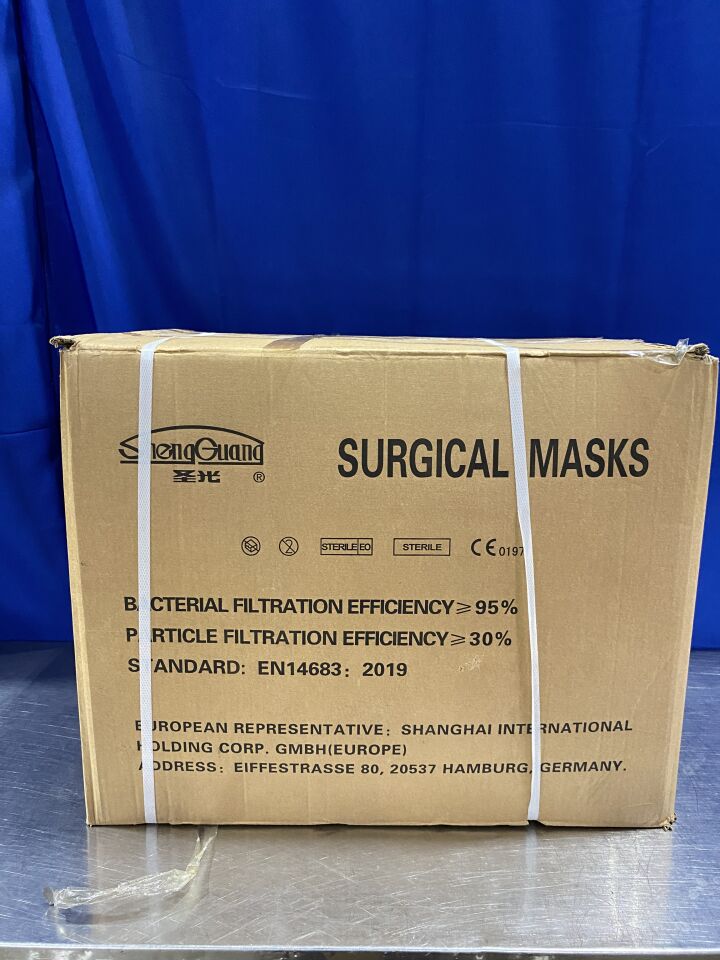 ShengGuang
圣光 ®
SURGICAL MASKS
STERILE EO
STERILE
CE 0197
BACTERIAL FILTRATION EFFICIENCY≥95%
PARTICLE FILTRATION EFFICIENCY≥30%
STANDARD: EN14683: 2019
EUROPEAN REPRESENTATIVE: SHANGHAI INTERNATIONAL
HOLDING CORP. GMBH(EUROPE)
ADDRESS: EIFFESTRASSE 80, 20537 HAMBURG, GERMANY.